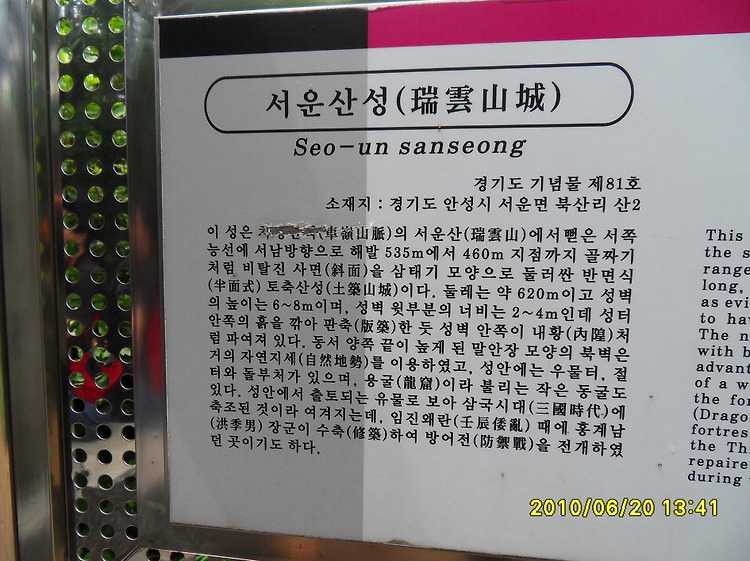 서운산성(瑞雲山城)
Seo-un sanseong
경기도 기념물 제81호
소재지 : 경기도 안성시 서운면 북산리 산2
이 성은 (車嶺山脈)의 서운산(瑞雲山)에서뻗은 서쪽
능선에 서남방향으로 해발 535m에서 460m 지점까지 골짜기
처럼 비탈진 사면(斜面)을 삼태기 모양으로 둘러싼 반면식
(半面式) 토축산성(土築山城)이다. 둘레는 약 620m이고 성벽
의 높이는 6~8m이며, 성벽 윗부분의 너비는 2~4m인데 성터
안쪽의 흙을 깎아 판축(版築)한 듯 성벽 안쪽이 내황(內隍)처
럼 파여져 있다. 동서 양쪽 끝이 높게 된 말안장 모양의 북벽은
거의 자연지세(自然地勢)를 이용하였고, 성안에는 우물터, 절
터와 돌부처가 있으며, 용굴(龍窟)이라 불리는 작은 동굴도
있다. 성안에서 출토되는 유물로 보아 삼국시대(三國時代)에
축조된 것이라 여겨지는데, 임진왜란(壬辰倭亂) 때에 홍계남
(洪季男) 장군이 수축(修築)하여 방어전(防禦戰)을 전개하였
던 곳이기도 하다.
This
the s
range
long,
as evi
to hav
The n
with b
advant
of a w
the for
(Drago
fortres
the Th
repaire
during
2010/06/20 13:41